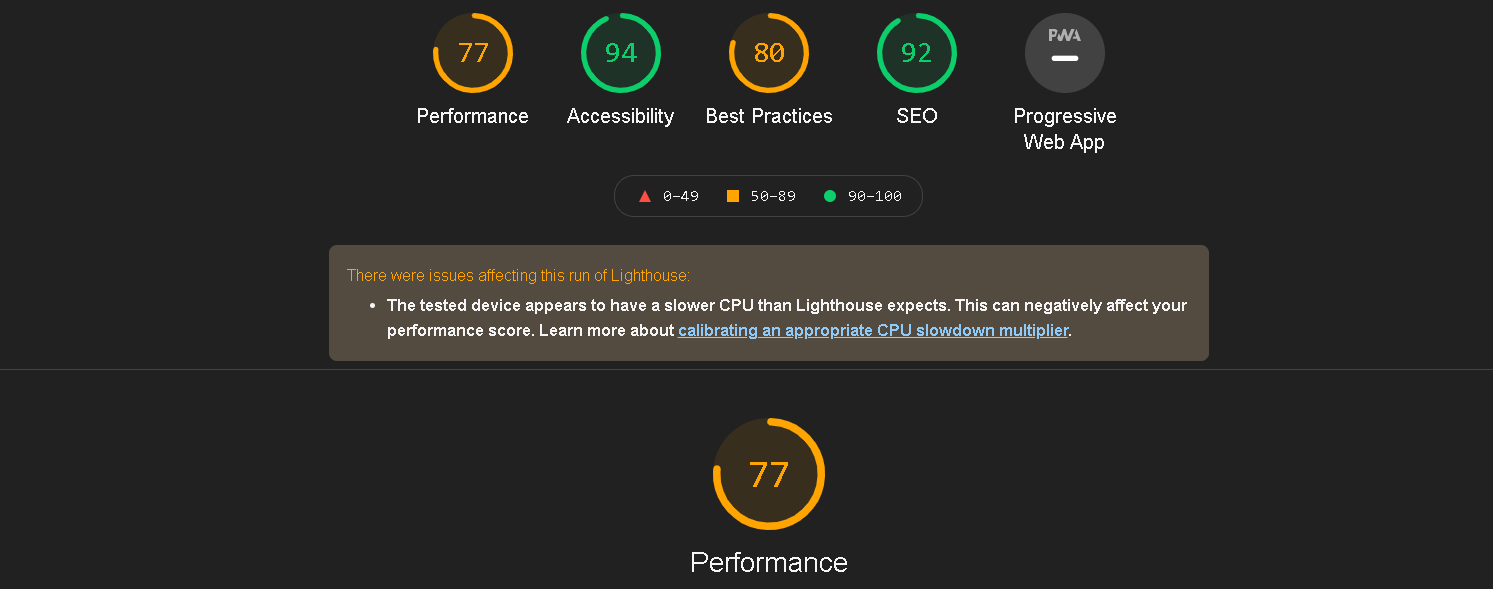 77 94 80 92 PWA
Performance Accessibility Best Practices SEO Progressive
Web App
0–49 50–89 90–100
There were issues affecting this run of Lighthouse:
• The tested device appears to have a slower CPU than Lighthouse expects. This can negatively affect your
performance score. Learn more about calibrating an appropriate CPU slowdown multiplier.
77
Performance